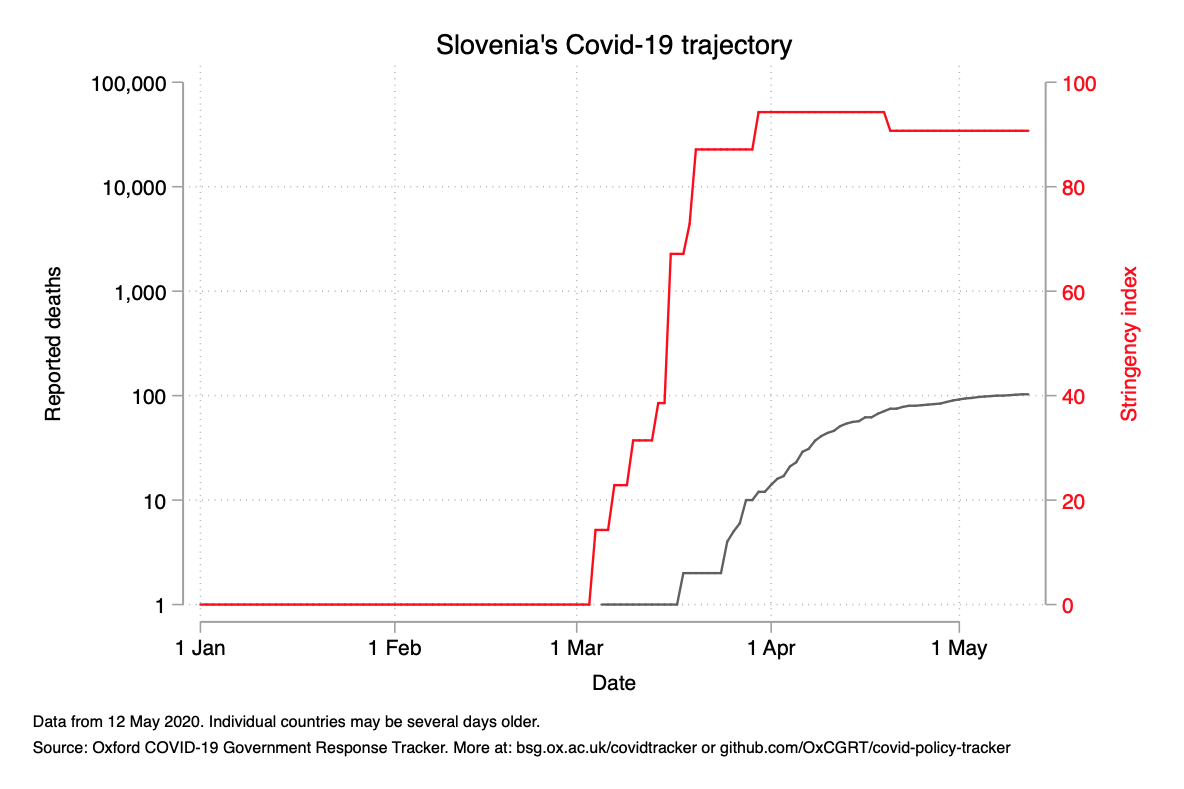 Slovenia's Covid-19 trajectory
100,000
10,000
1,000
100
10
1
Reported deaths
100
80
60
40
20
0
Stringency index
1 Jan
1 Feb
1 Mar
1 Apr
1 May
Date
Data from 12 May 2020. Individual countries may be several days older.
Source: Oxford COVID-19 Government Response Tracker. More at: bsg.ox.ac.uk/covidtracker or github.com/OxCGRT/covid-policy-tracker